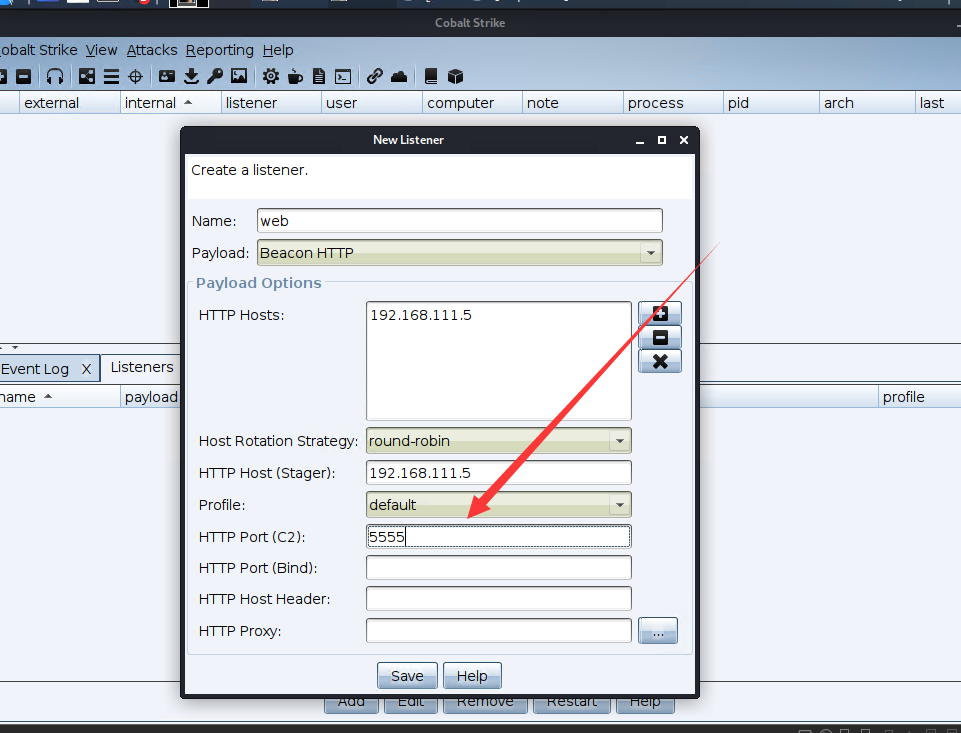 Cobalt Strike
obalt Strike View Attacks Reporting Help
external internal listener user computer note process pid arch last
New Listener
Create a listener.
Name: web
Payload: Beacon HTTP
Payload Options
HTTP Hosts: 192.168.111.5
Event Log X Listeners
name payload profile
Host Rotation Strategy: round-robin
HTTP Host (Stager): 192.168.111.5
Profile: default
HTTP Port (C2): 5555
HTTP Port (Bind):
HTTP Host Header:
HTTP Proxy: ...
Save Help
Add Edit Remove Restart Help